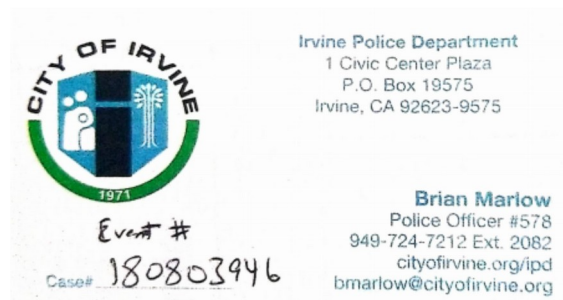 CITY OF IRVINE
1971
Event #
Case# 180803946
Irvine Police Department
1 Civic Center Plaza
P.O. Box 19575
Irvine, CA 92623-9575
Brian Marlow
Police Officer #578
949-724-7212 Ext. 2082
cityofirvine.org/ipd
bmarlow@cityofirvine.org